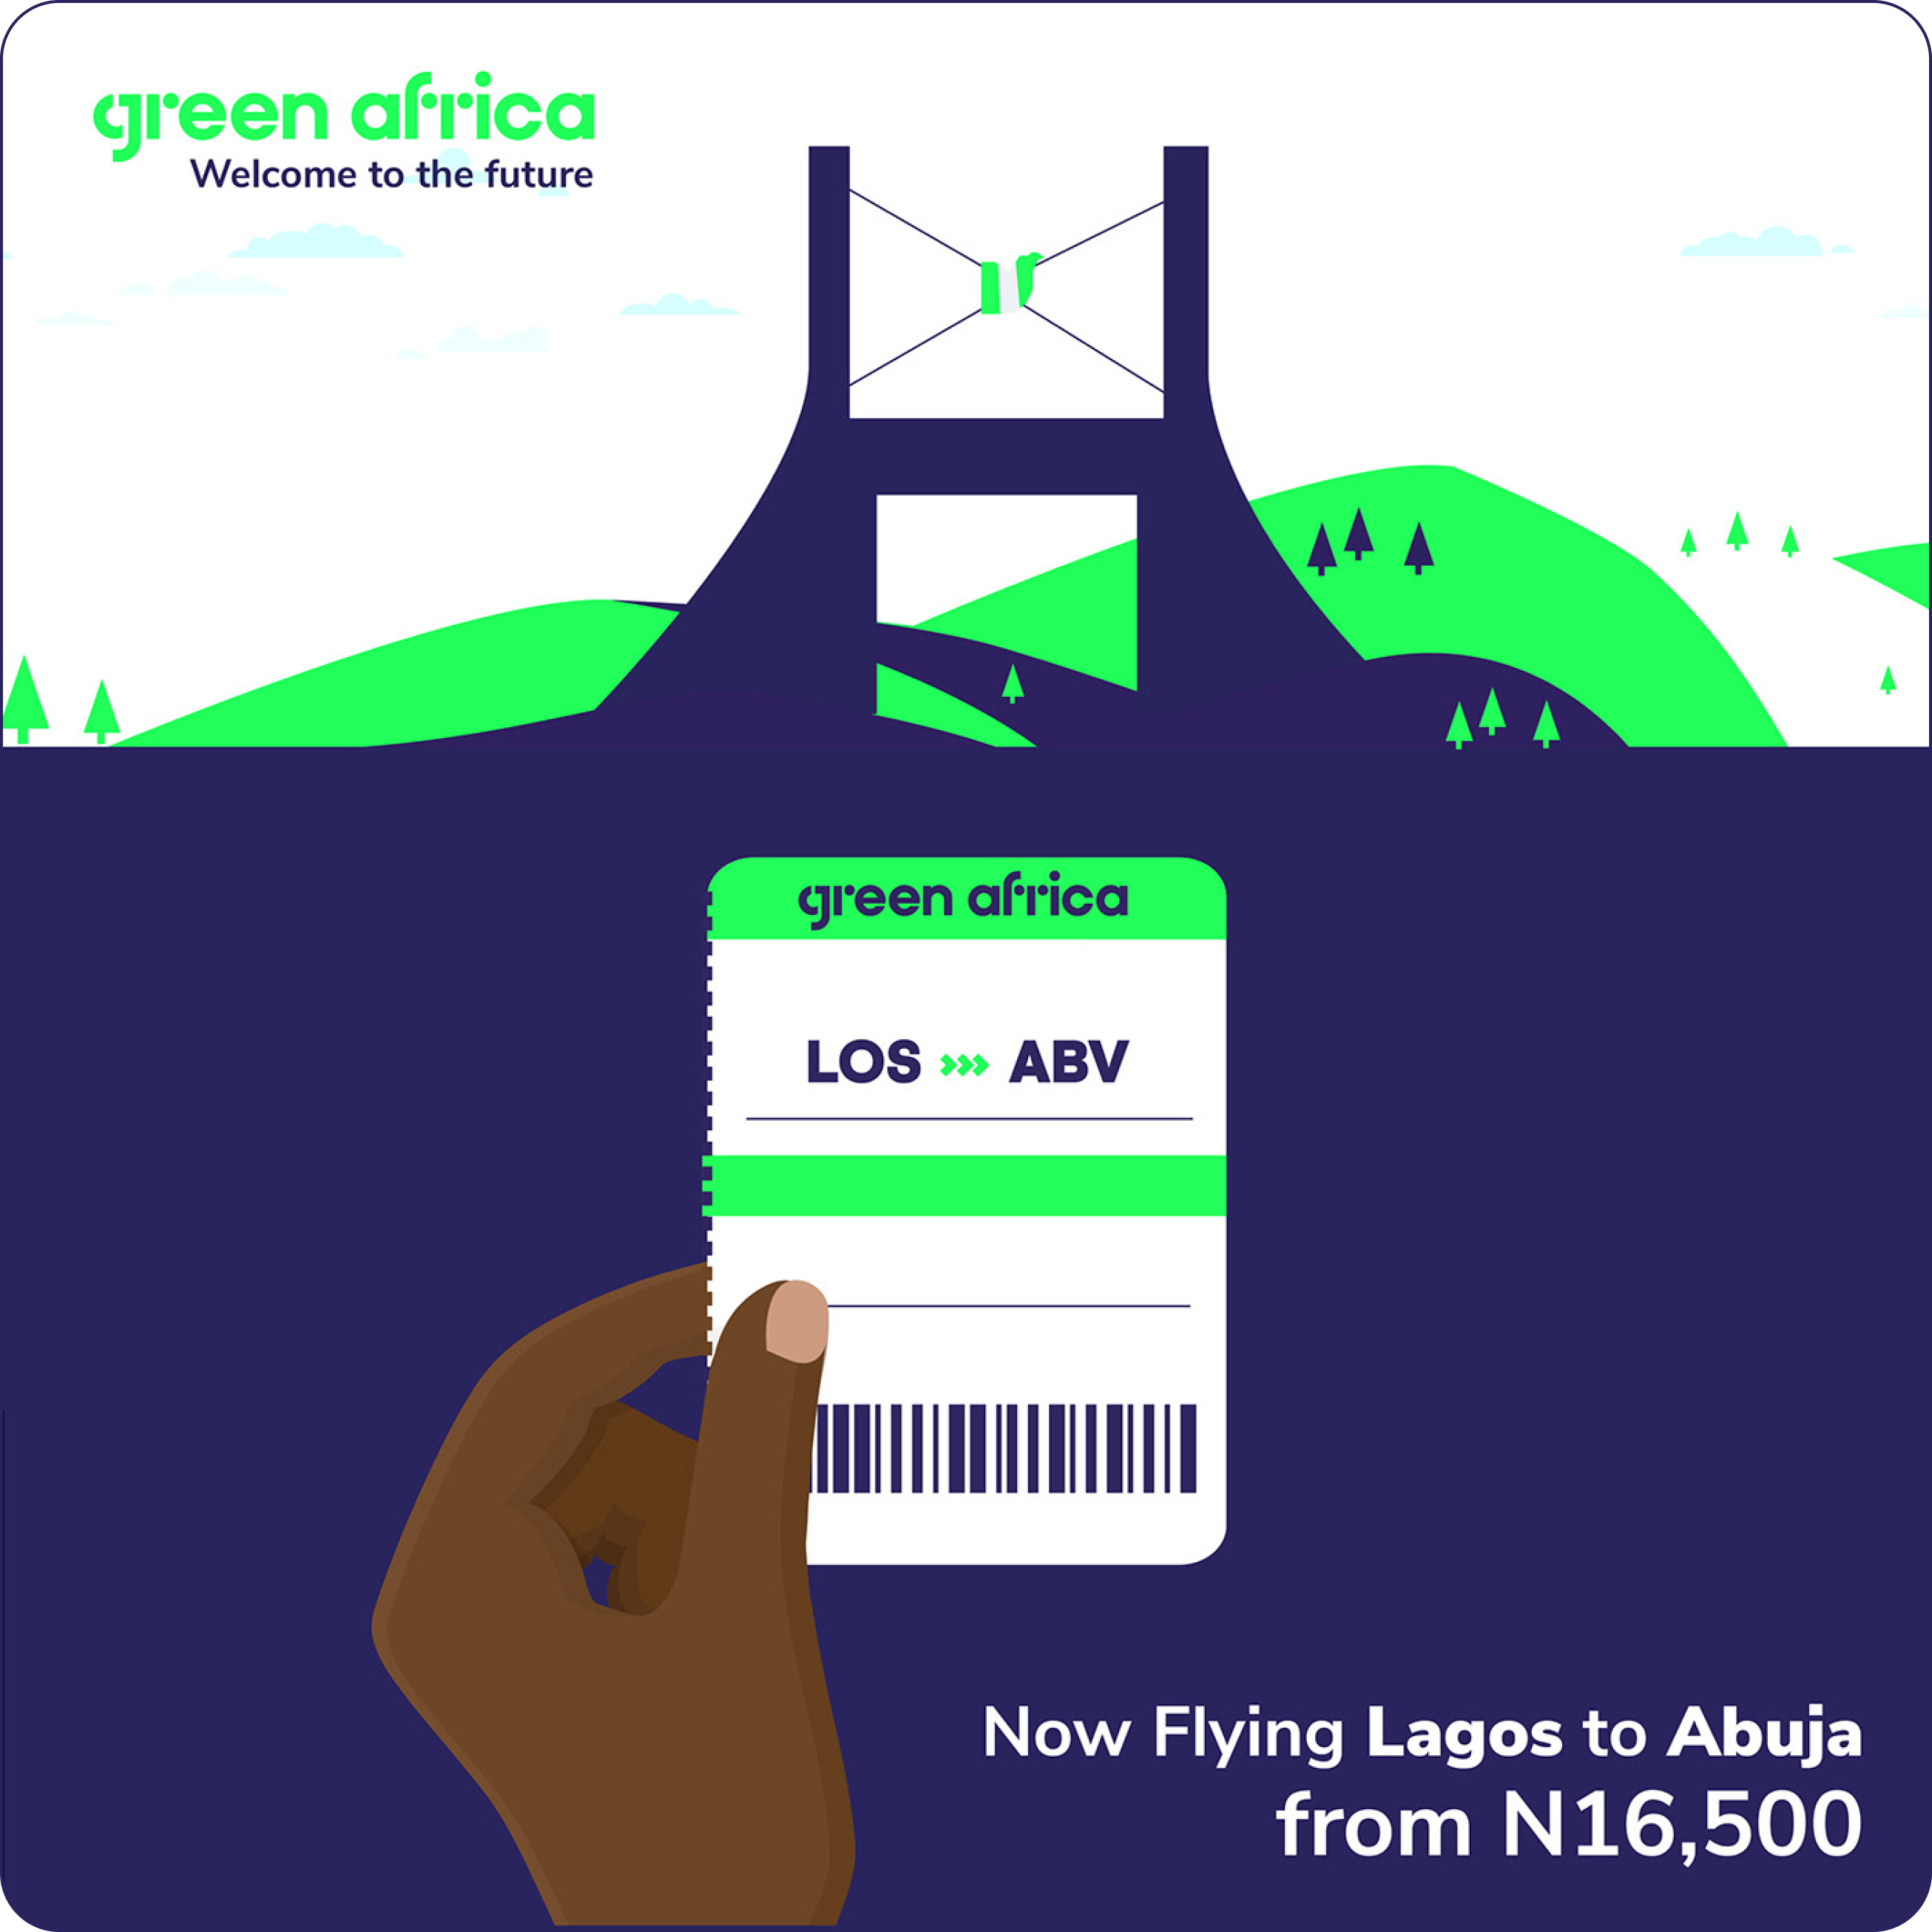 green africa
Welcome to the future
green africa
LOS >>> ABV
Now Flying Lagos to Abuja
from N16,500